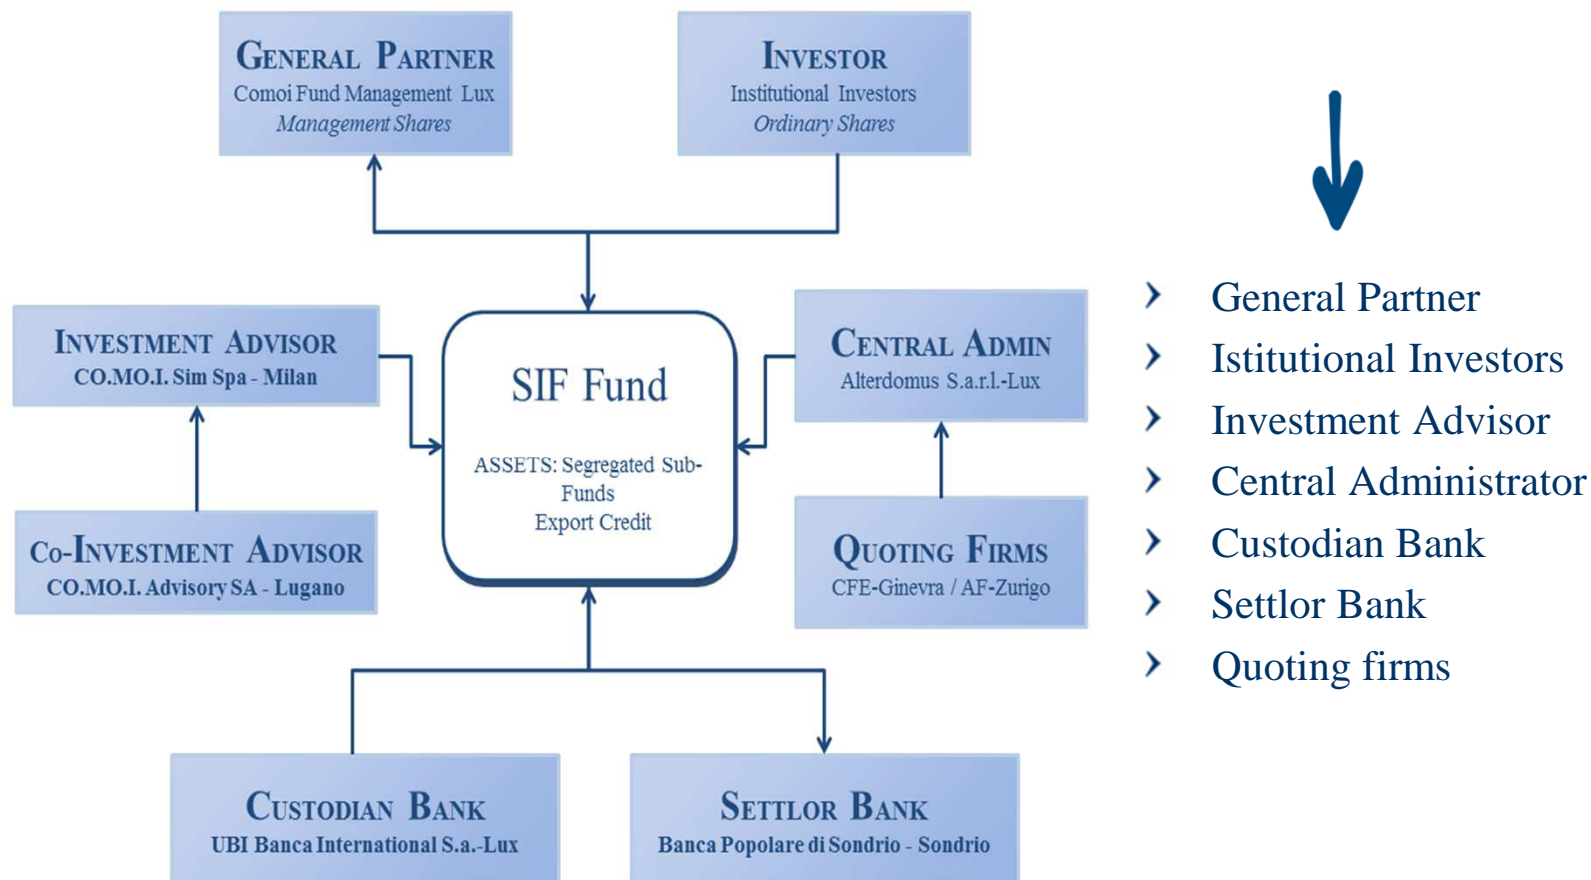 GENERAL PARTNER
Comoi Fund Management Lux
Management Shares
INVESTOR
Institutional Investors
Ordinary Shares
INVESTMENT ADVISOR
CO.MO.I. Sim Spa - Milan
CO-INVESTMENT ADVISOR
CO.MO.I. Advisory SA - Lugano
SIF Fund
ASSETS: Segregated Sub-
Funds
Export Credit
CENTRAL ADMIN
Alterdomus S.a.r.l.-Lux
QUOTING FIRMS
CFE-Ginevra / AF-Zurigo
CUSTODIAN BANK
UBI Banca International S.a.-Lux
SETTLOR BANK
Banca Popolare di Sondrio - Sondrio
General Partner
Istitutional Investors
Investment Advisor
Central Administrator
Custodian Bank
Settlor Bank
Quoting firms